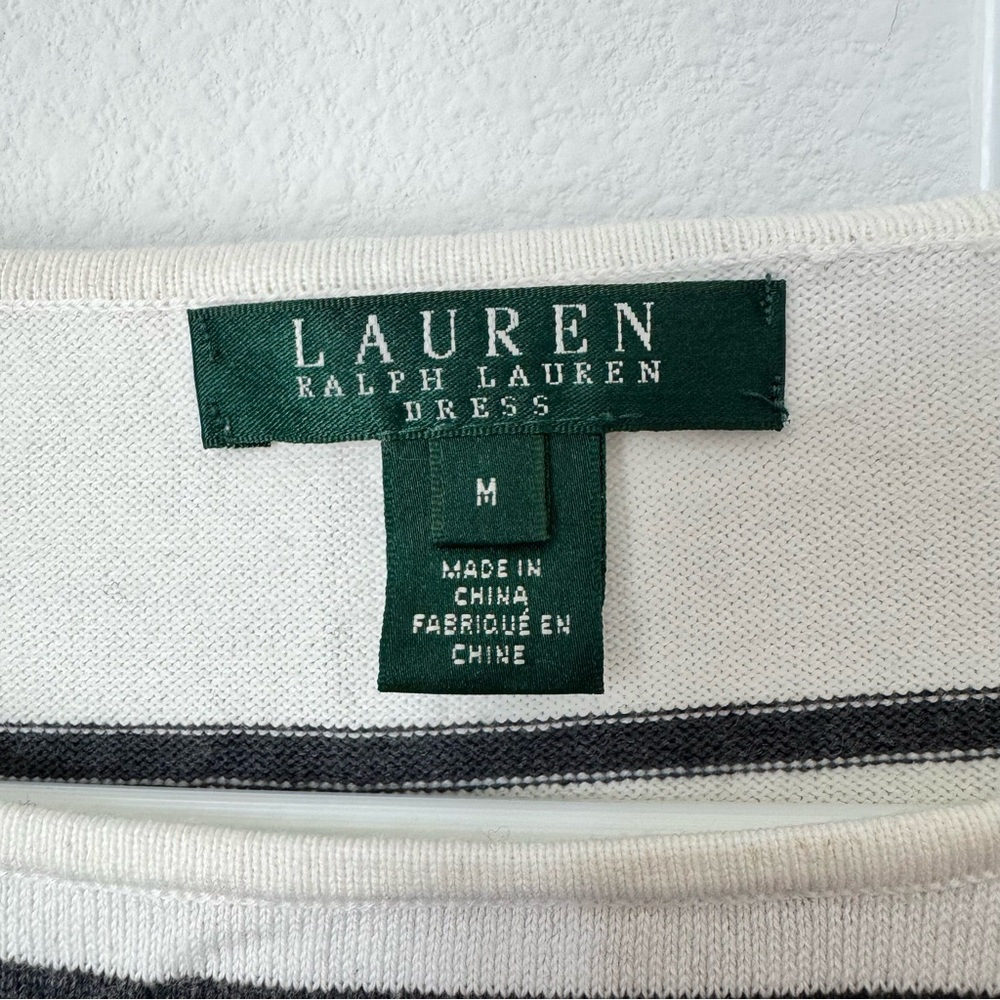 LAUREN
RALPH LAUREN
DRESS
M
MADE IN
CHINA
FABRIQUÉ EN
CHINE